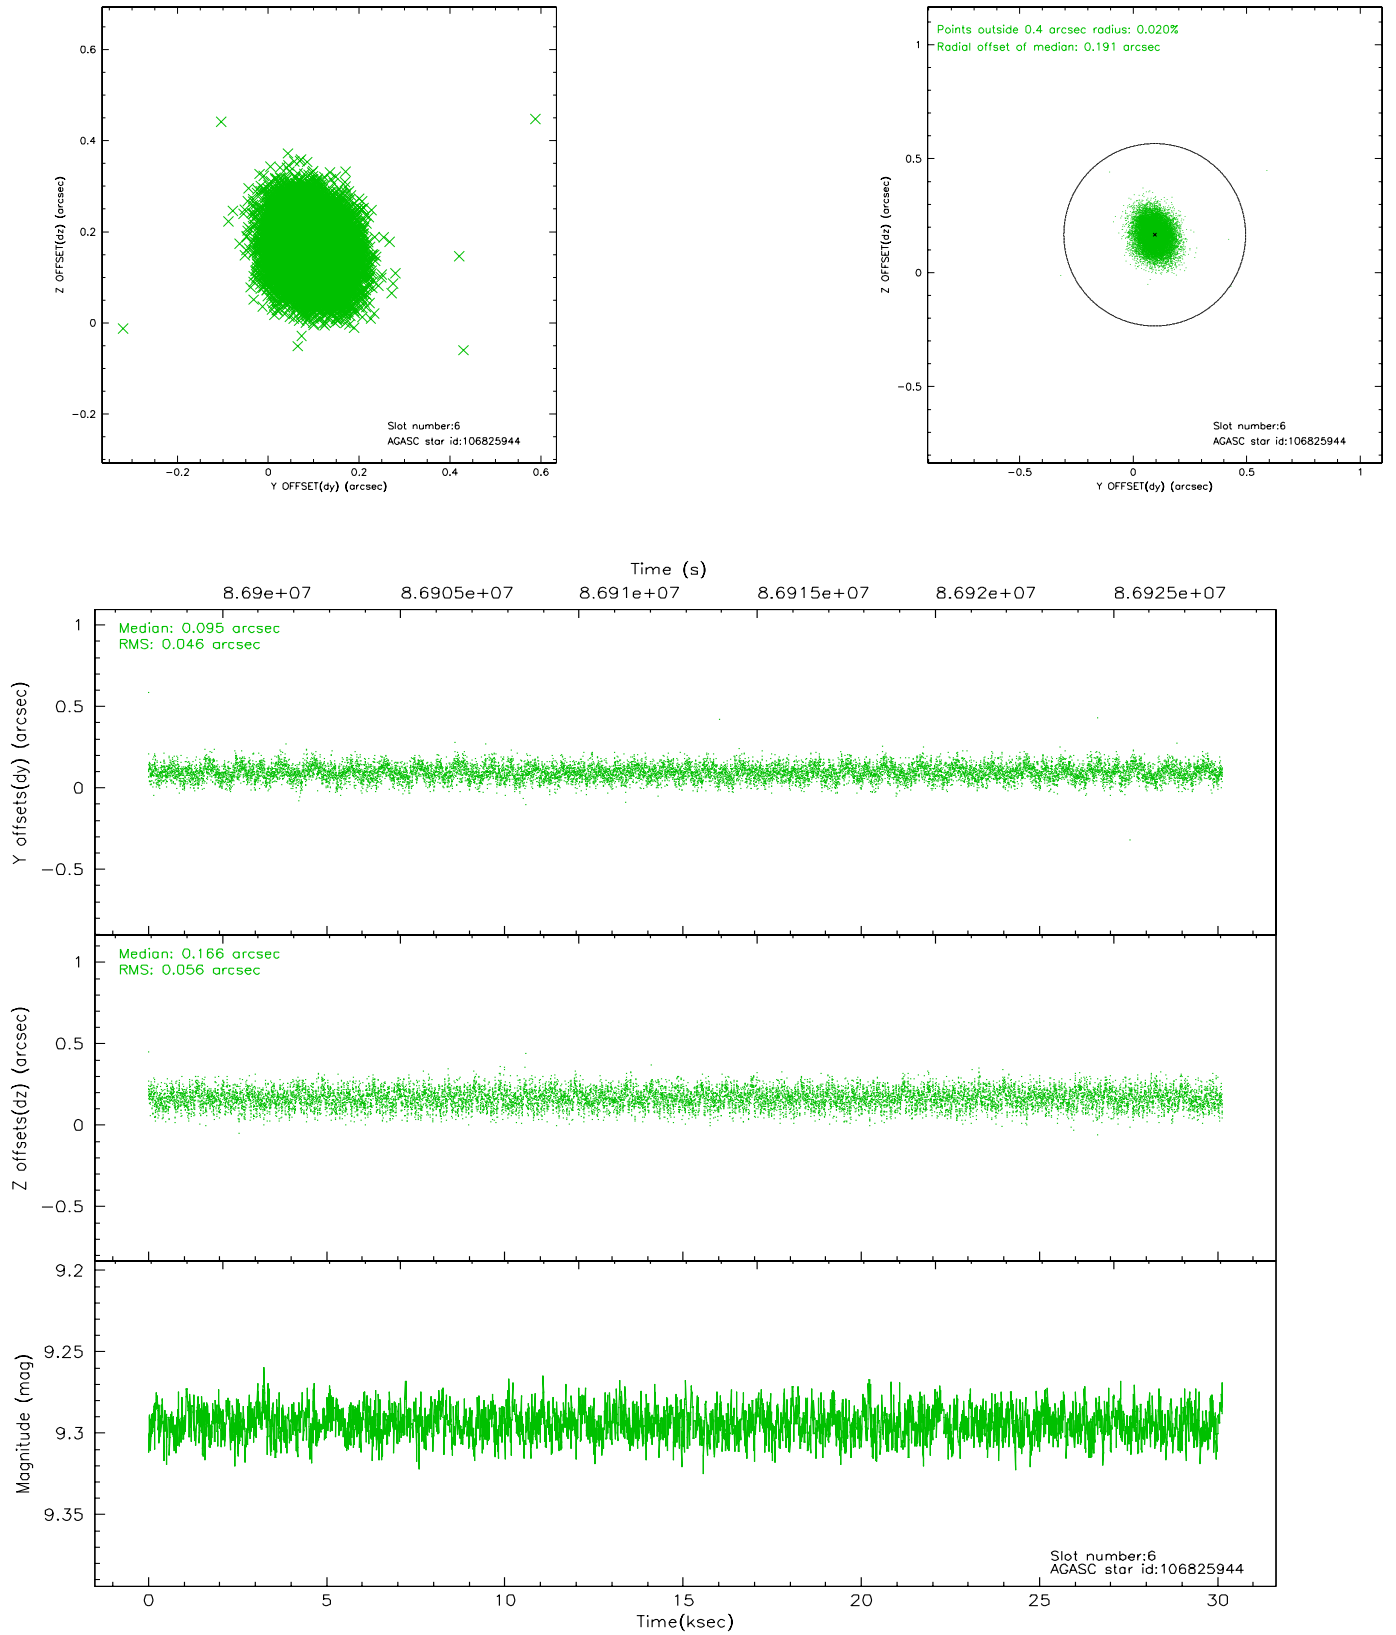 0.6
0.4
0.2
0
−0.2
Z OFFSET(dz) (arcsec)
Slot number:6
AGASC star id:106825944
−0.2 0 0.2 0.4 0.6
Y OFFSET(dy) (arcsec)
Points outside 0.4 arcsec radius: 0.020%
Radial offset of median: 0.191 arcsec
1
0.5
0
−0.5
Z OFFSET(dz) (arcsec)
Slot number:6
AGASC star id:106825944
−0.5 0 0.5 1
Y OFFSET(dy) (arcsec)
Time (s)
8.69e+07 8.6905e+07 8.691e+07 8.6915e+07 8.692e+07 8.6925e+07
Median: 0.095 arcsec
RMS: 0.046 arcsec
1
0.5
0
−0.5
Y offsets(dy) (arcsec)
Median: 0.166 arcsec
RMS: 0.056 arcsec
1
0.5
0
−0.5
Z offsets(dz) (arcsec)
9.2
9.25
9.3
9.35
Magnitude (mag)
Slot number:6
AGASC star id:106825944
0 5 10 15 20 25 30
Time(ksec)